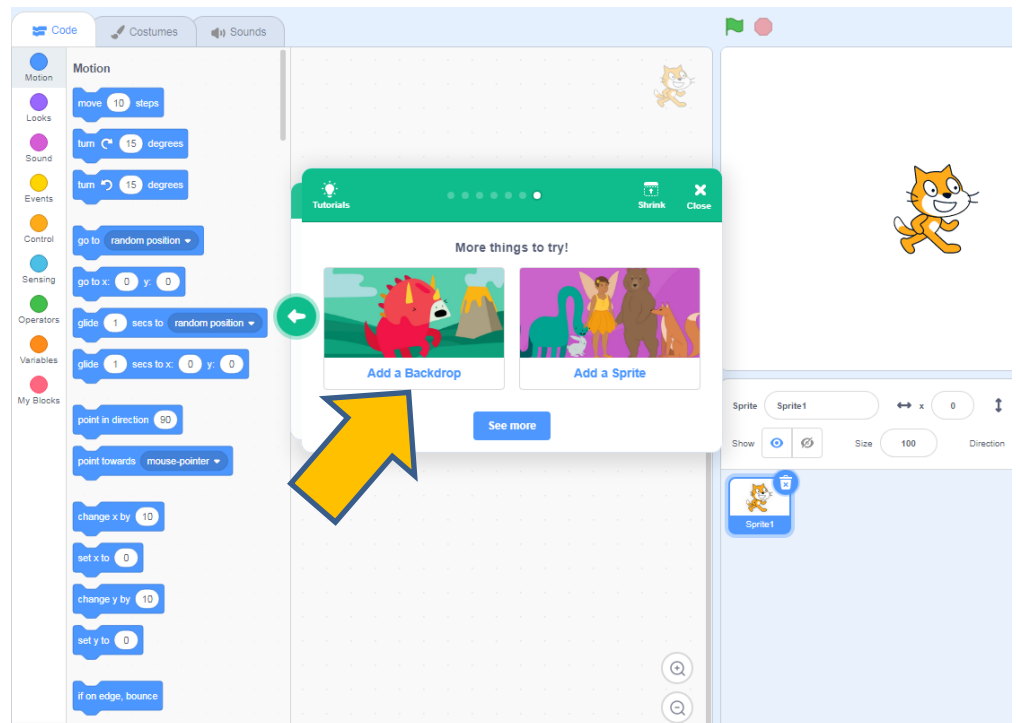 Code
Costumes
Sounds
Motion
Looks
Sound
Events
Control
Sensing
Operators
Variables
My Blocks
Motion
move 10 steps
turn 15 degrees
turn 15 degrees
go to random position
go to x: 0 y: 0
glide 1 secs to random position
glide 1 secs to x: 0 y: 0
point in direction 90
point towards mouse-pointer
change x by 10
set x to 0
change y by 10
set y to 0
if on edge, bounce
Tutorials
Shrink
Close
More things to try!
Add a Backdrop
Add a Sprite
See more
Sprite Sprite1 x 0
Show Size 100 Direction
Sprite1